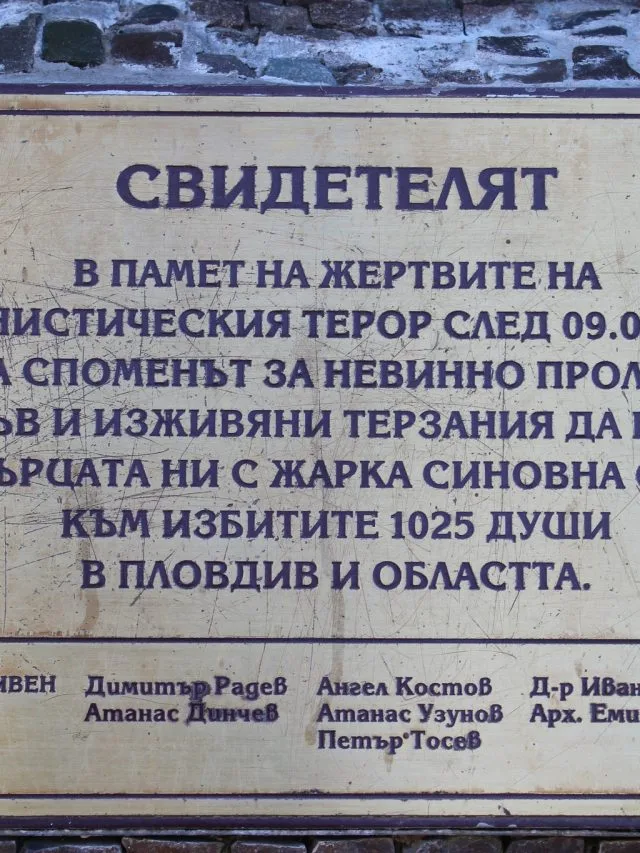 СВИДЕТЕЛЯТ
В ПАМЕТ НА ЖЕРТВИТЕ НА
НИСТИЧЕСКИЯ ТЕРОР СЛЕД 09.0
СПОМЕНЪТ ЗА НЕВИННО ПРОЛ
ЪВ И ИЗЖИВЯНИ ТЕРЗАНИЯ ДА
ЪРЦАТА НИ С ЖАРКА СИНОВНА
КЪМ ИЗБИТИТЕ 1025 ДУШИ
В ПЛОВДИВ И ОБЛАСТТА.
ИВЕН Димитър Радев Ангел Костов Д-р Иван
Атанас Динчев Атанас Узунов Арх. Еми
Петър Тосев